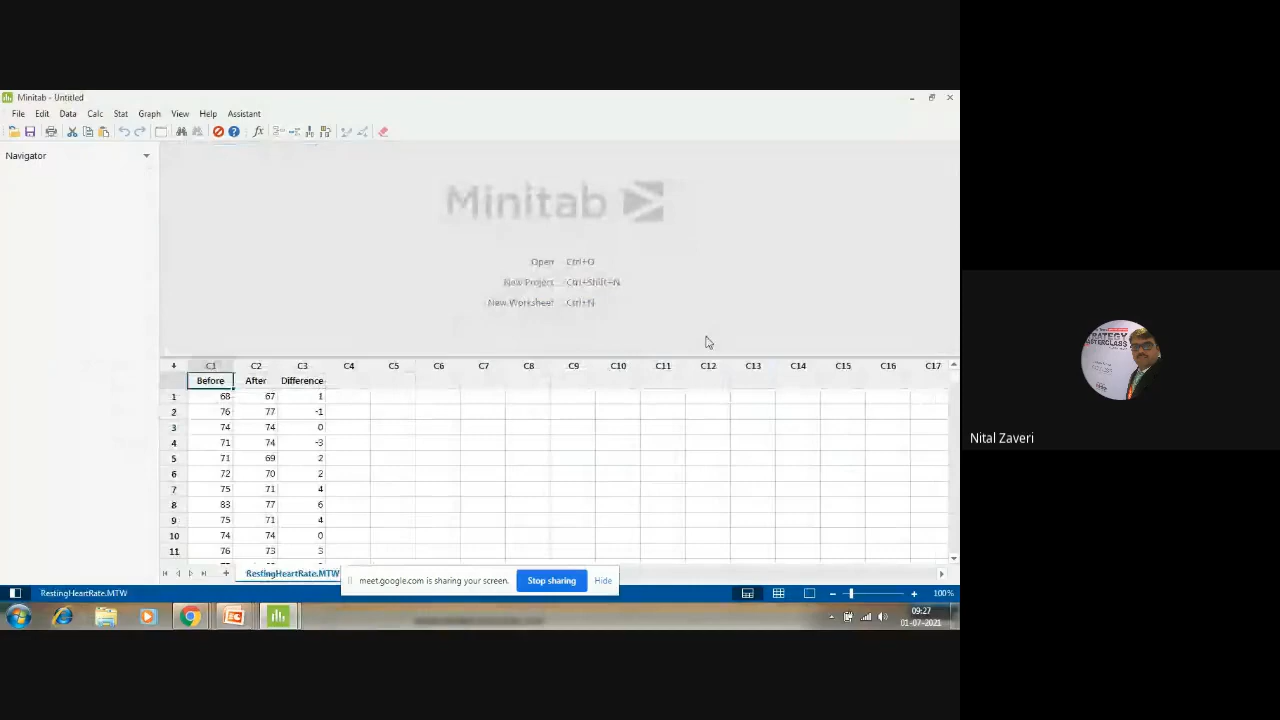 Minitab - Untitled
File Edit Data Calc Stat Graph View Help Assistant
Navigator
Minitab
Open Ctrl+O
New Project... Ctrl+Shift+N
New Worksheet Ctrl+N
C1 C2 C3 C4 C5 C6 C7 C8 C9 C10 C11 C12 C13 C14 C15 C16 C17
Before After Difference
1 68 67 1
2 76 77 -1
3 74 74 0
4 71 74 -3
5 71 69 2
6 72 70 2
7 75 71 4
8 83 77 6
9 75 71 4
10 74 74 0
11 76 73 3
RestingHeartRate.MTW
meet.google.com is sharing your screen. Stop sharing Hide
RestingHeartRate.MTW 100%
09:27
01-07-2021
STRATEGY
MASTERCLASS
Nital Zaveri